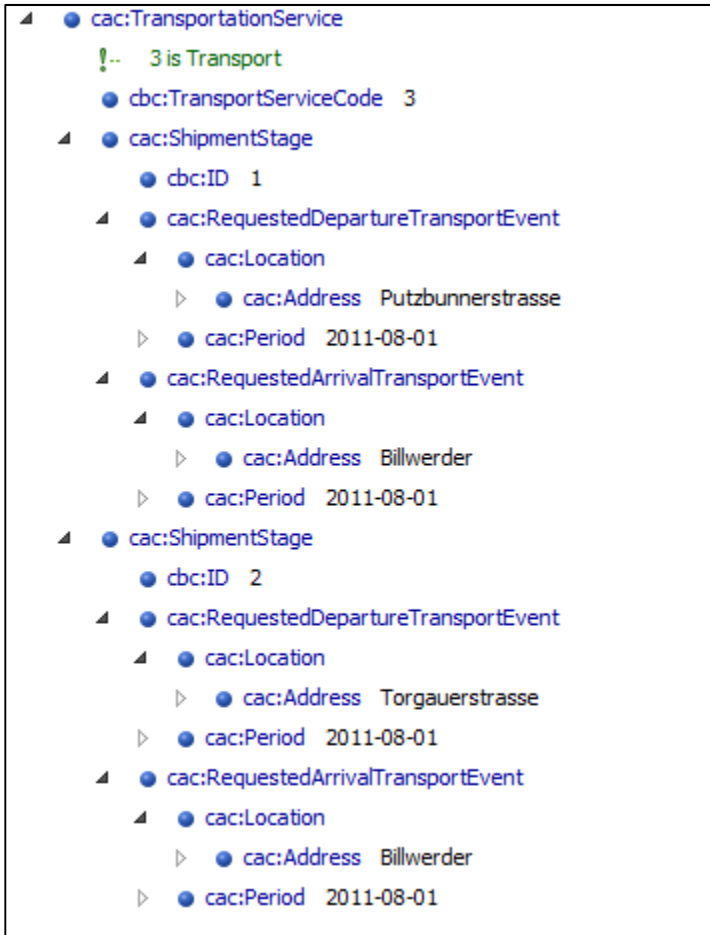 cac:TransportationService
3 is Transport
cbc:TransportServiceCode 3
cac:ShipmentStage
cbc:ID 1
cac:RequestedDepartureTransportEvent
cac:Location
cac:Address Putzbunnerstrasse
cac:Period 2011-08-01
cac:RequestedArrivalTransportEvent
cac:Location
cac:Address Billwerder
cac:Period 2011-08-01
cac:ShipmentStage
cbc:ID 2
cac:RequestedDepartureTransportEvent
cac:Location
cac:Address Torgauerstrasse
cac:Period 2011-08-01
cac:RequestedArrivalTransportEvent
cac:Location
cac:Address Billwerder
cac:Period 2011-08-01